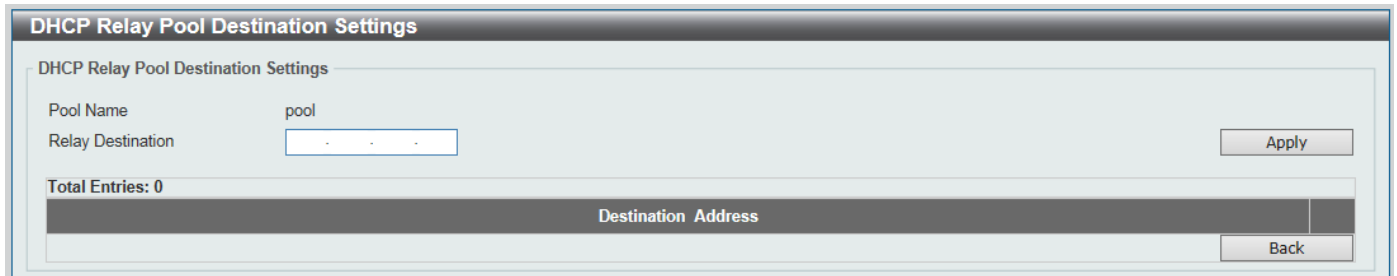 DHCP Relay Pool Destination Settings
DHCP Relay Pool Destination Settings
Pool Name pool
Relay Destination . . . Apply
Total Entries: 0
Destination Address
Back